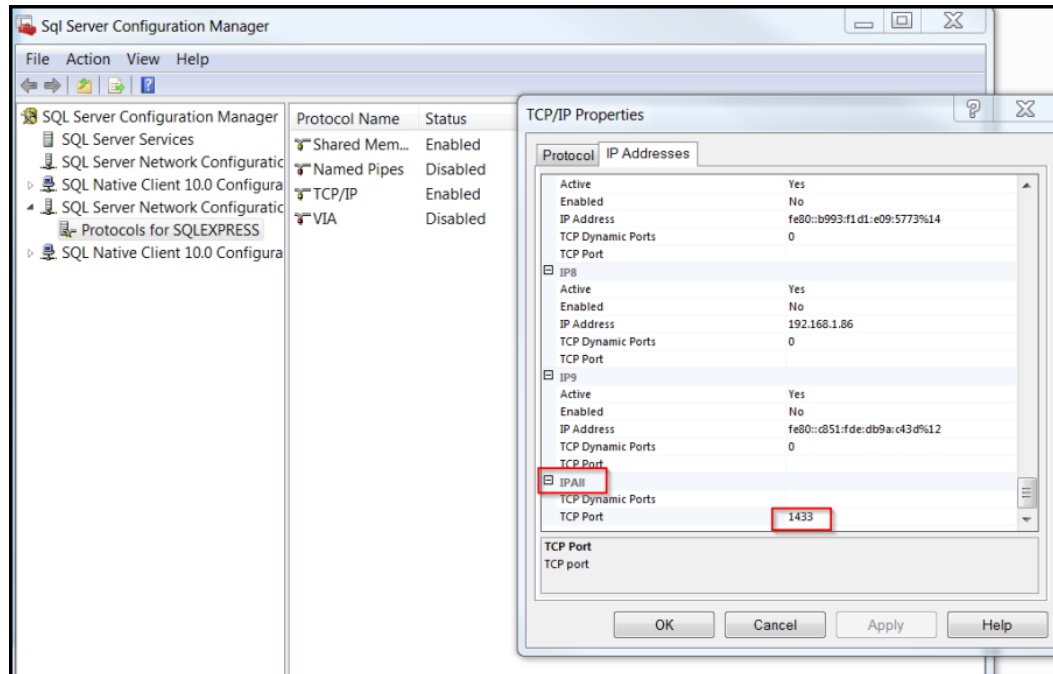 Sql Server Configuration Manager
File Action View Help
SQL Server Configuration Manager
SQL Server Services
SQL Server Network Configuratic
SQL Native Client 10.0 Configura
SQL Server Network Configuratic
Protocols for SQLEXPRESS
SQL Native Client 10.0 Configura
Protocol Name Status
Shared Mem... Enabled
Named Pipes Disabled
TCP/IP Enabled
VIA Disabled
TCP/IP Properties
Protocol IP Addresses
Active Yes
Enabled No
IP Address fe80::b993:f1d1:e09:5773%14
TCP Dynamic Ports 0
TCP Port
IP8
Active Yes
Enabled No
IP Address 192.168.1.86
TCP Dynamic Ports 0
TCP Port
IP9
Active Yes
Enabled No
IP Address fe80::c851:fde:db9a:c43d%12
TCP Dynamic Ports 0
TCP Port
IPAll
TCP Dynamic Ports
TCP Port 1433
TCP Port
TCP port
OK Cancel Apply Help